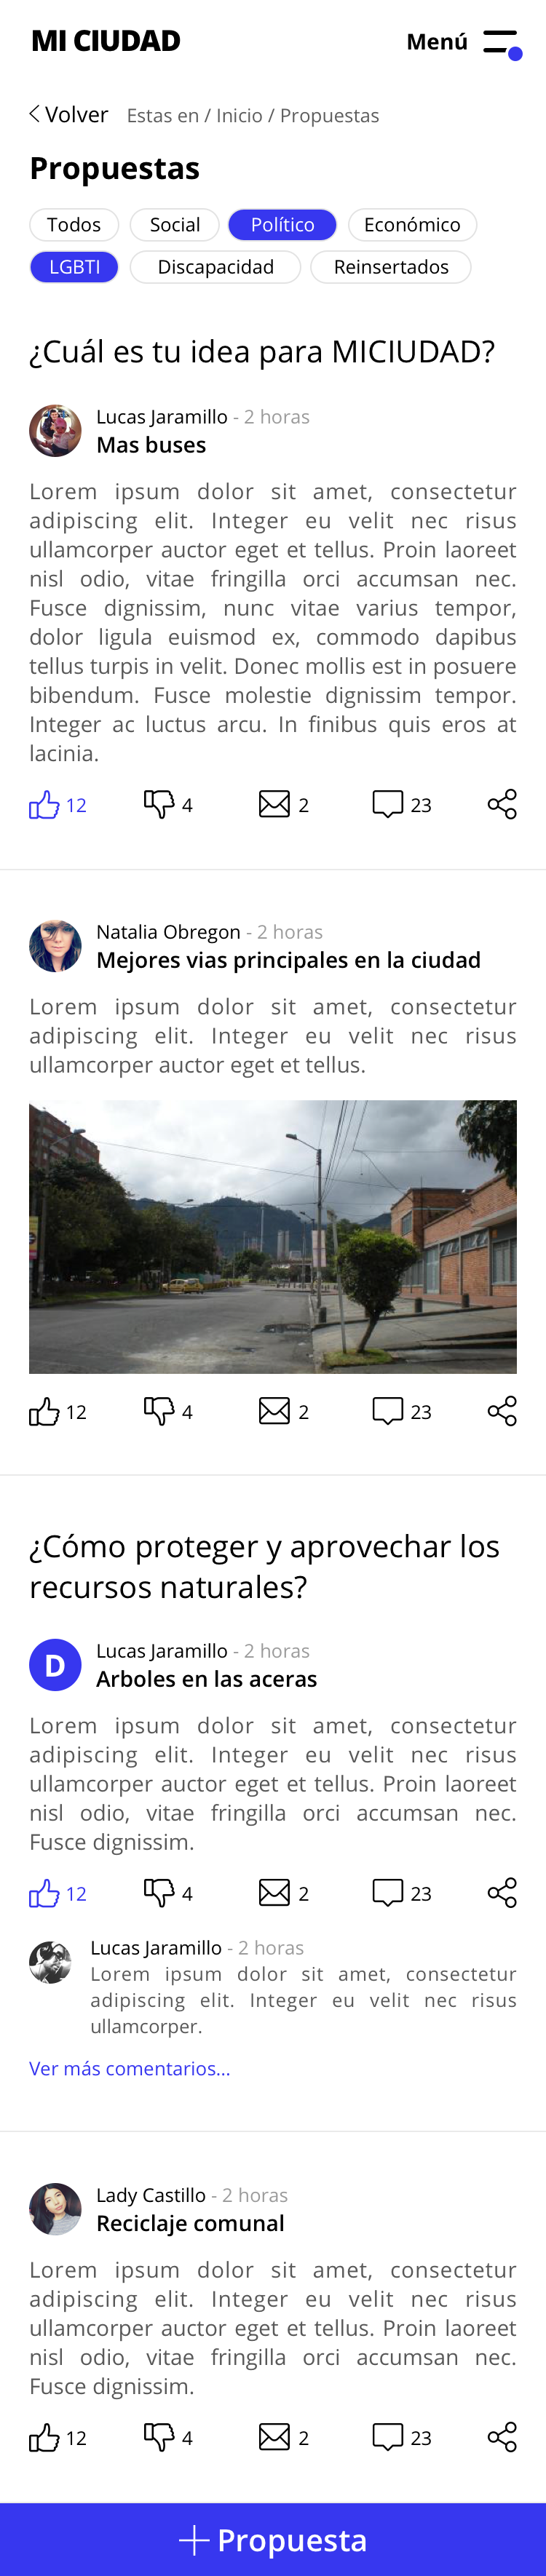 MI CIUDAD Menú
Volver Estas en / Inicio / Propuestas
Propuestas
Todos Social Político Económico
LGBTI Discapacidad Reinsertados
¿Cuál es tu idea para MICIUDAD?
Lucas Jaramillo - 2 horas
Mas buses
Lorem ipsum dolor sit amet, consectetur
adipiscing elit. Integer eu velit nec risus
ullamcorper auctor eget et tellus. Proin laoreet
nisl odio, vitae fringilla orci accumsan nec.
Fusce dignissim, nunc vitae varius tempor,
dolor ligula euismod ex, commodo dapibus
tellus turpis in velit. Donec mollis est in posuere
bibendum. Fusce molestie dignissim tempor.
Integer ac luctus arcu. In finibus quis eros at
lacinia.
12 4 2 23
Natalia Obregon - 2 horas
Mejores vias principales en la ciudad
Lorem ipsum dolor sit amet, consectetur
adipiscing elit. Integer eu velit nec risus
ullamcorper auctor eget et tellus.
12 4 2 23
¿Cómo proteger y aprovechar los
recursos naturales?
D
Lucas Jaramillo - 2 horas
Arboles en las aceras
Lorem ipsum dolor sit amet, consectetur
adipiscing elit. Integer eu velit nec risus
ullamcorper auctor eget et tellus. Proin laoreet
nisl odio, vitae fringilla orci accumsan nec.
Fusce dignissim.
12 4 2 23
Lucas Jaramillo - 2 horas
Lorem ipsum dolor sit amet, consectetur
adipiscing elit. Integer eu velit nec risus
ullamcorper.
Ver más comentarios...
Lady Castillo - 2 horas
Reciclaje comunal
Lorem ipsum dolor sit amet, consectetur
adipiscing elit. Integer eu velit nec risus
ullamcorper auctor eget et tellus. Proin laoreet
nisl odio, vitae fringilla orci accumsan nec.
Fusce dignissim.
12 4 2 23
Propuesta